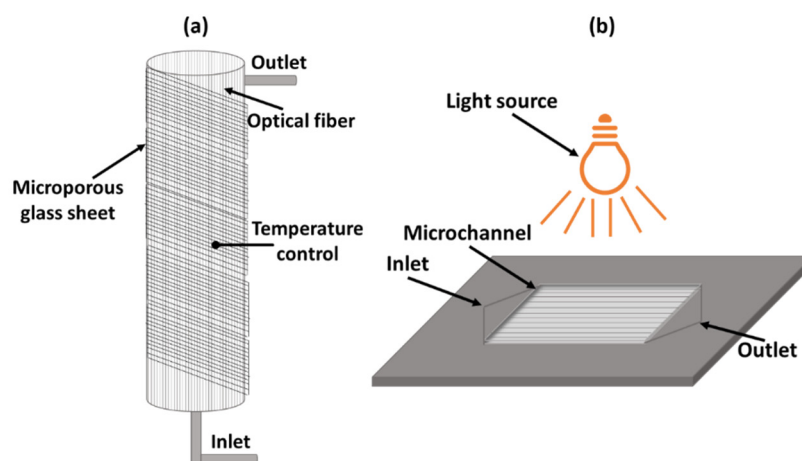 (a)
Outlet
Optical fiber
Microporous
glass sheet
Temperature
control
Inlet
(b)
Light source
Microchannel
Inlet
Outlet